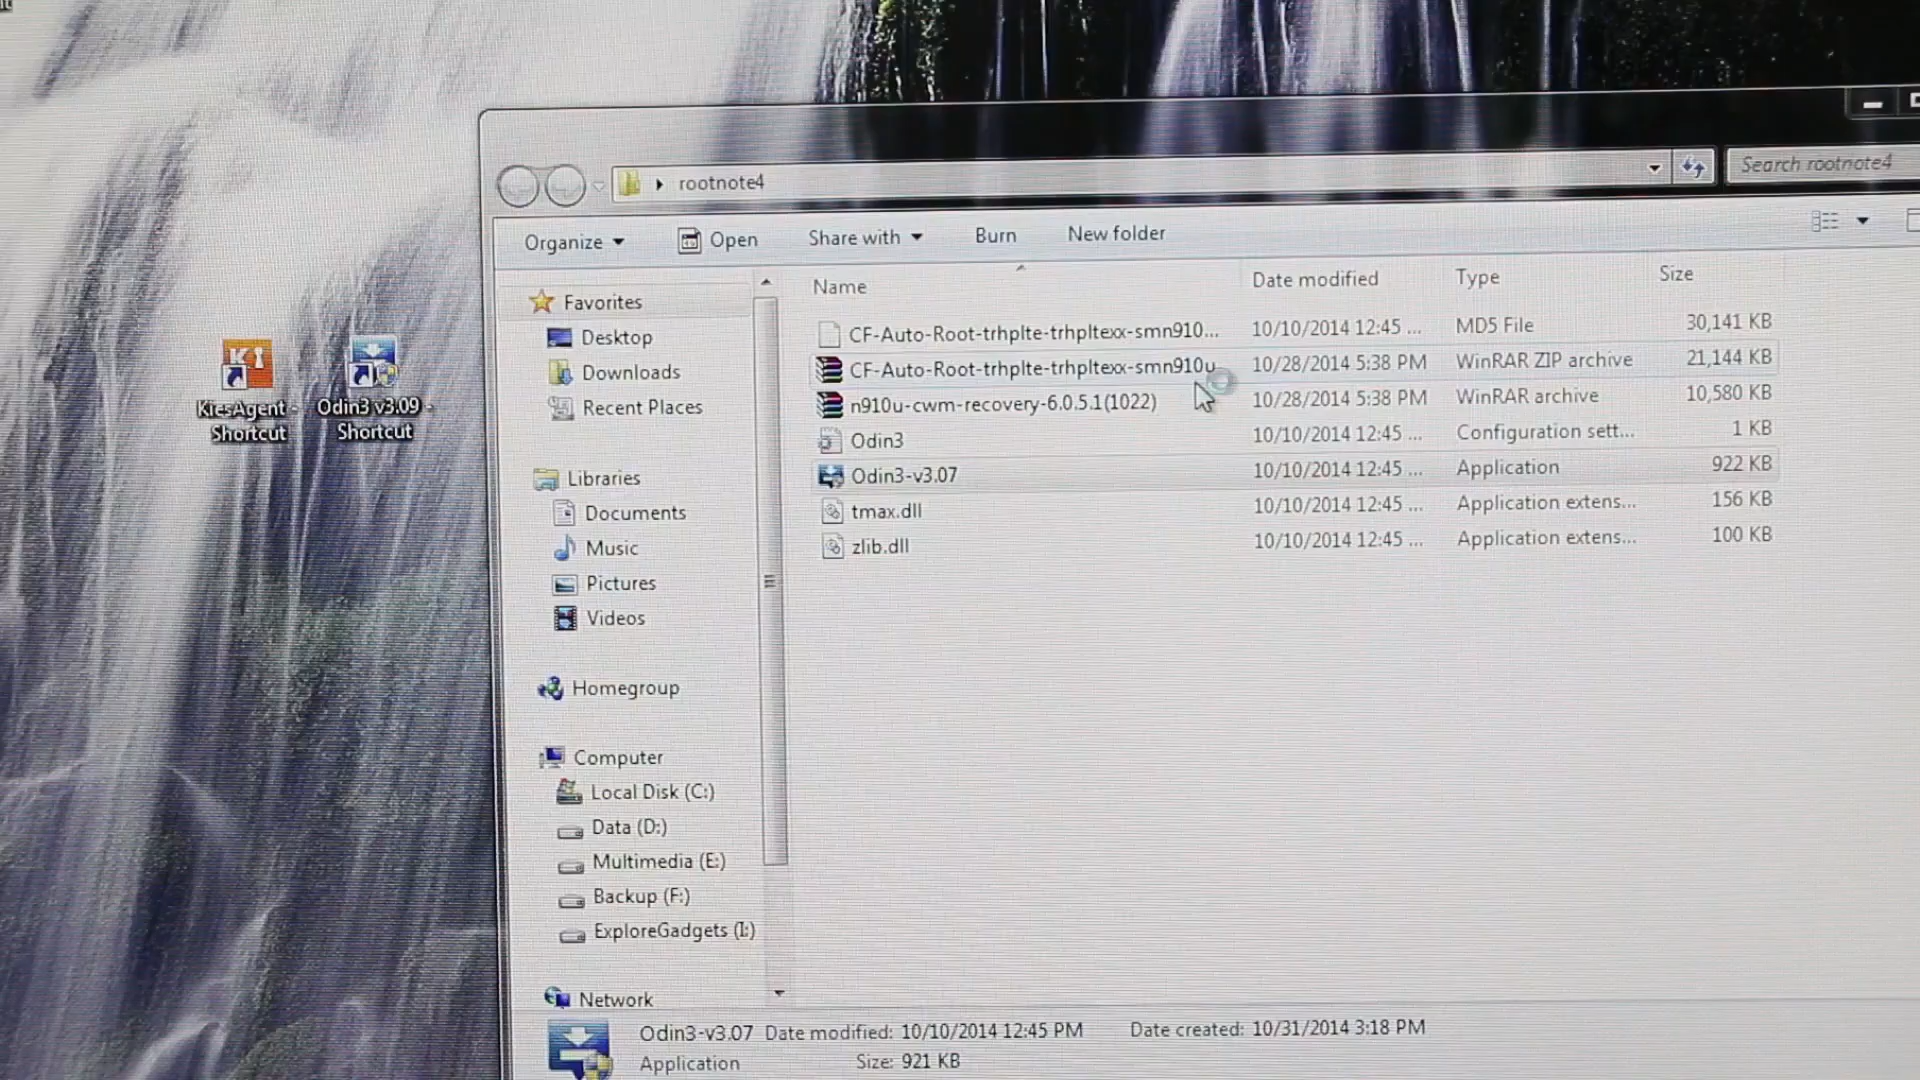 rootnote4
Search rootnote4
Organize
Open
Share with
Burn
New folder
Name
Date modified
Type
Size
CF-Auto-Root-trhplte-trhpltexx-smn910... 10/10/2014 12:45 ... MD5 File 30,141 KB
CF-Auto-Root-trhplte-trhpltexx-smn910u 10/28/2014 5:38 PM WinRAR ZIP archive 21,144 KB
n910u-cwm-recovery-6.0.5.1(1022) 10/28/2014 5:38 PM WinRAR archive 10,580 KB
Odin3 10/10/2014 12:45 ... Configuration sett... 1 KB
Odin3-v3.07 10/10/2014 12:45 ... Application 922 KB
tmax.dll 10/10/2014 12:45 ... Application extens... 156 KB
zlib.dll 10/10/2014 12:45 ... Application extens... 100 KB
Favorites
Desktop
Downloads
Recent Places
Libraries
Documents
Music
Pictures
Videos
Homegroup
Computer
Local Disk (C:)
Data (D:)
Multimedia (E:)
Backup (F:)
ExploreGadgets (I:)
Network
KiesAgent -
Shortcut
Odin3 v3.09 -
Shortcut
Odin3-v3.07 Date modified: 10/10/2014 12:45 PM Date created: 10/31/2014 3:18 PM
Application Size: 921 KB